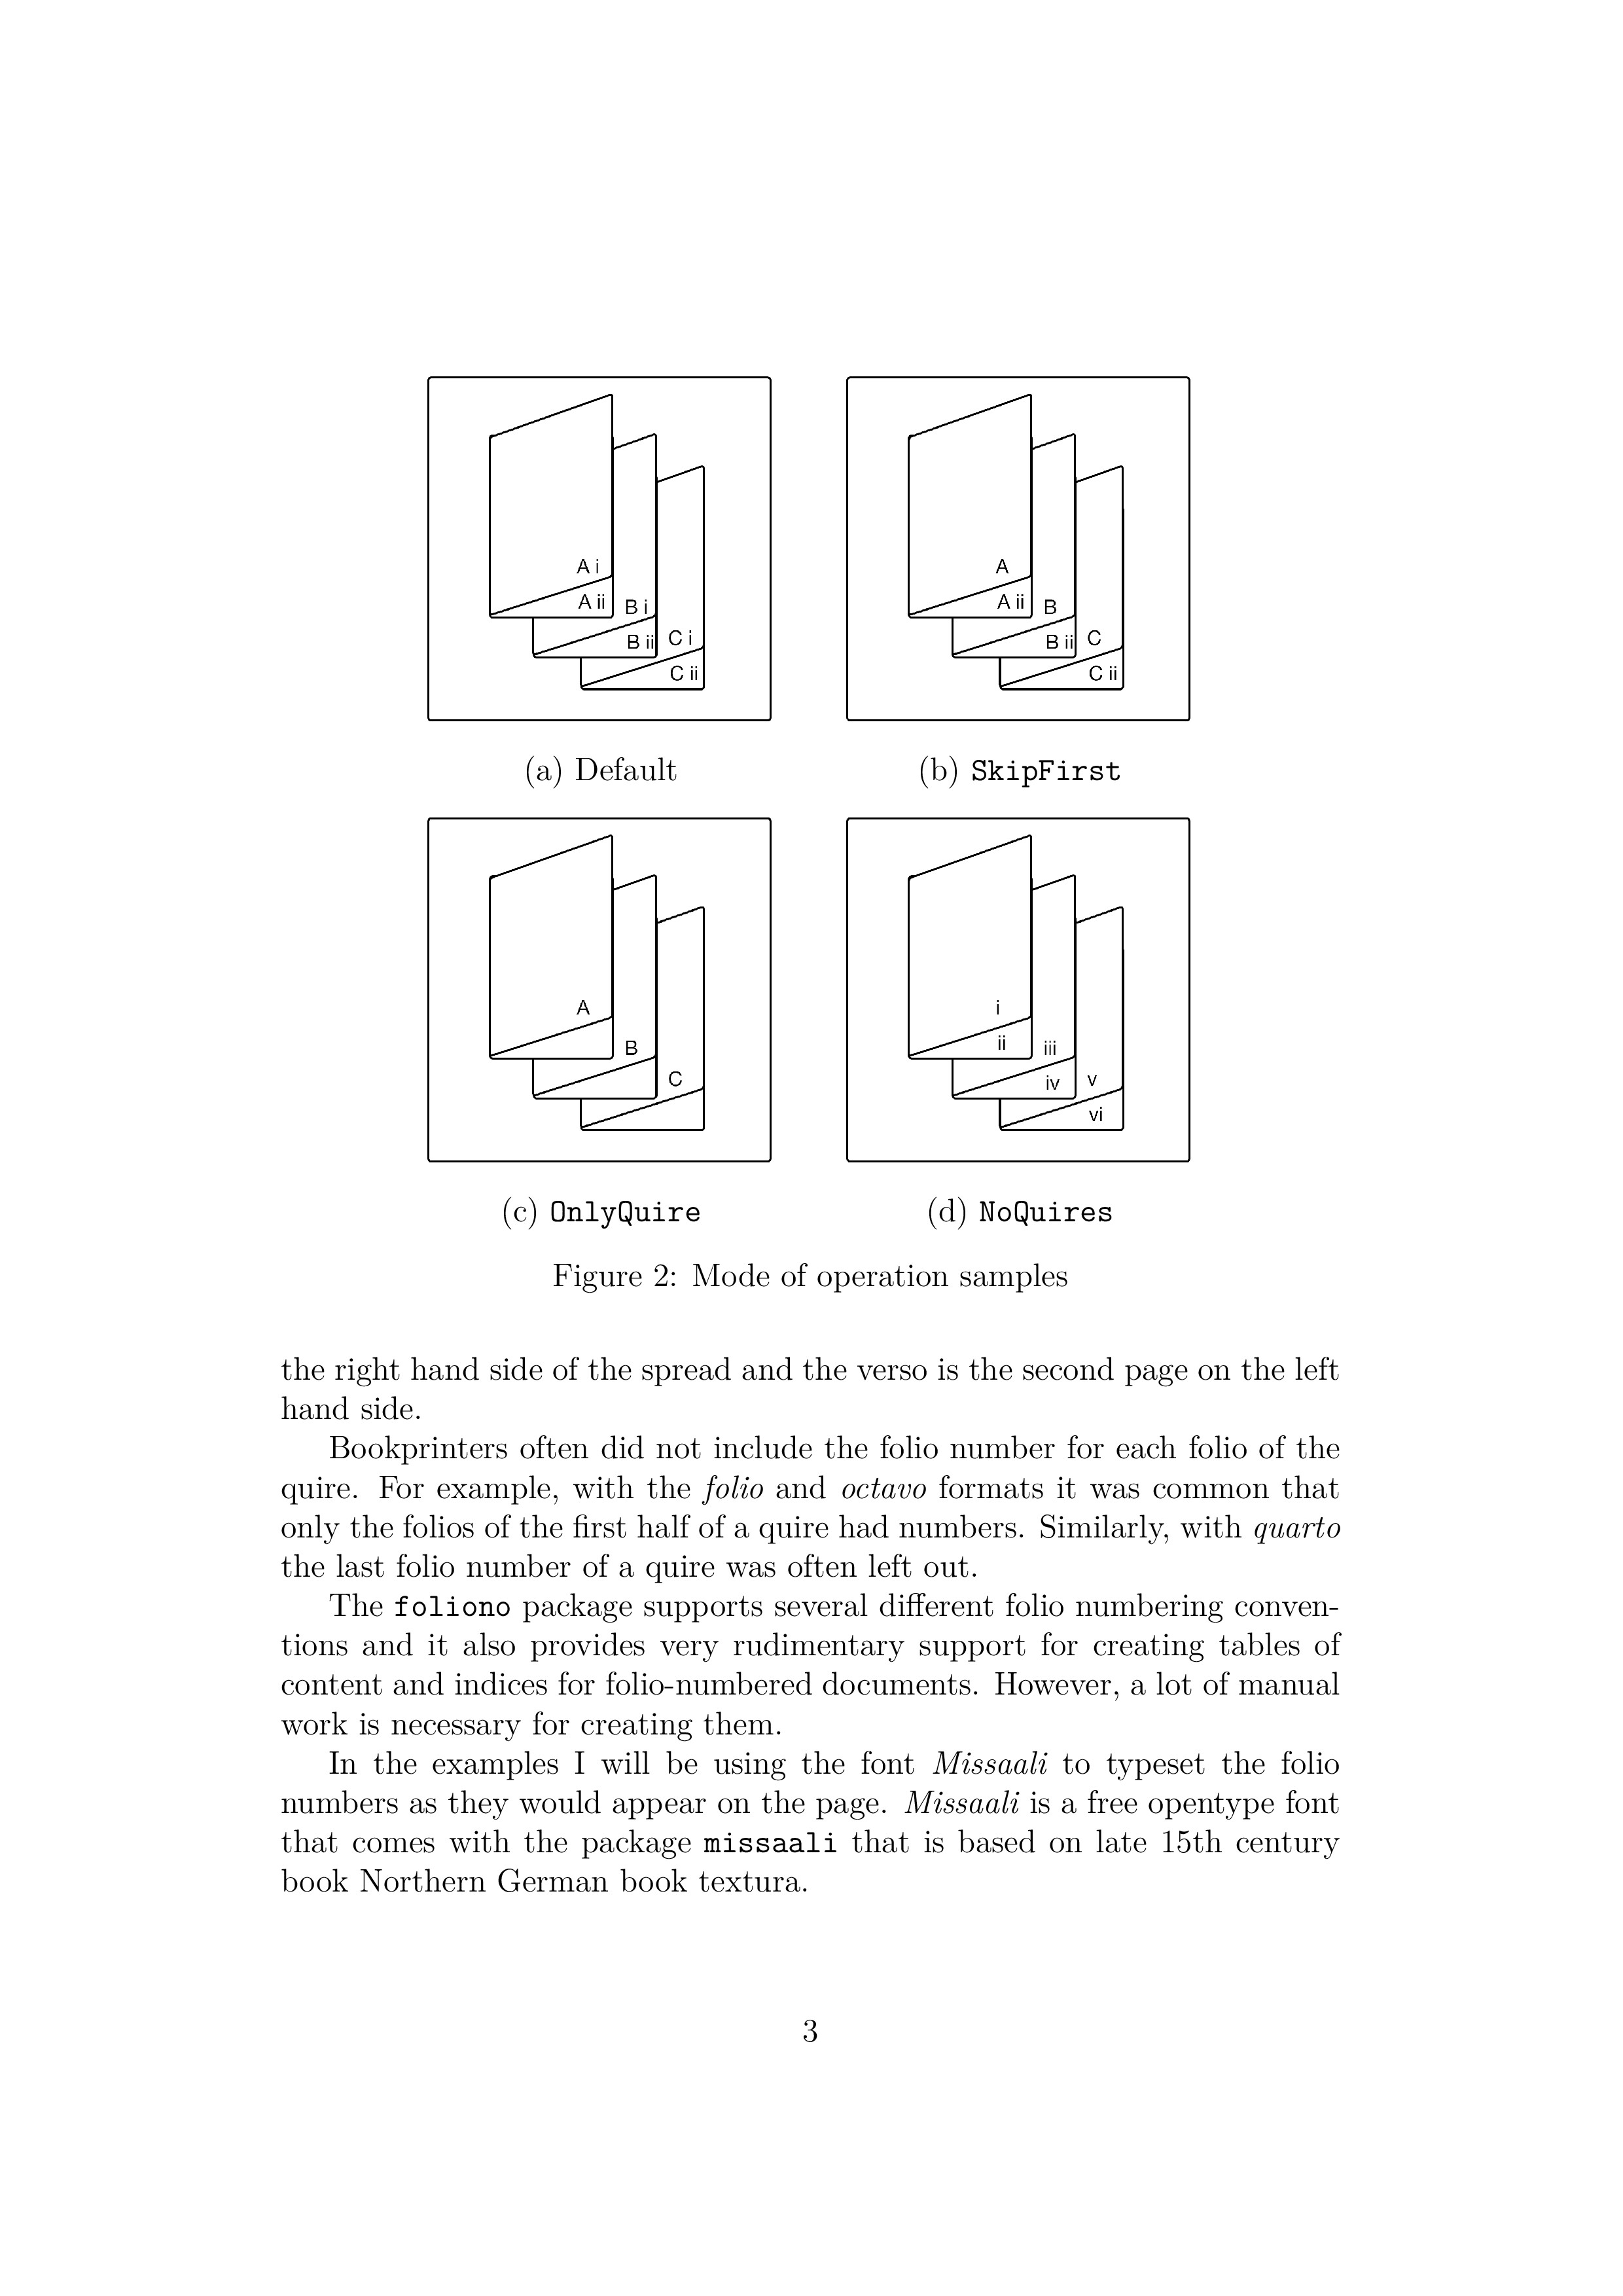 A i
A ii
B i
B ii
C i
C ii
(a) Default
A
A ii
B
B ii
C
C ii
(b) SkipFirst
A
B
C
(c) OnlyQuire
i
ii
iii
iv
v
vi
(d) NoQuires
Figure 2: Mode of operation samples
the right hand side of the spread and the verso is the second page on the left
hand side.
Bookprinters often did not include the folio number for each folio of the
quire. For example, with the folio and octavo formats it was common that
only the folios of the first half of a quire had numbers. Similarly, with quarto
the last folio number of a quire was often left out.
The foliono package supports several different folio numbering conven-
tions and it also provides very rudimentary support for creating tables of
content and indices for folio-numbered documents. However, a lot of manual
work is necessary for creating them.
In the examples I will be using the font Missaali to typeset the folio
numbers as they would appear on the page. Missaali is a free opentype font
that comes with the package missaali that is based on late 15th century
book Northern German book textura.
3